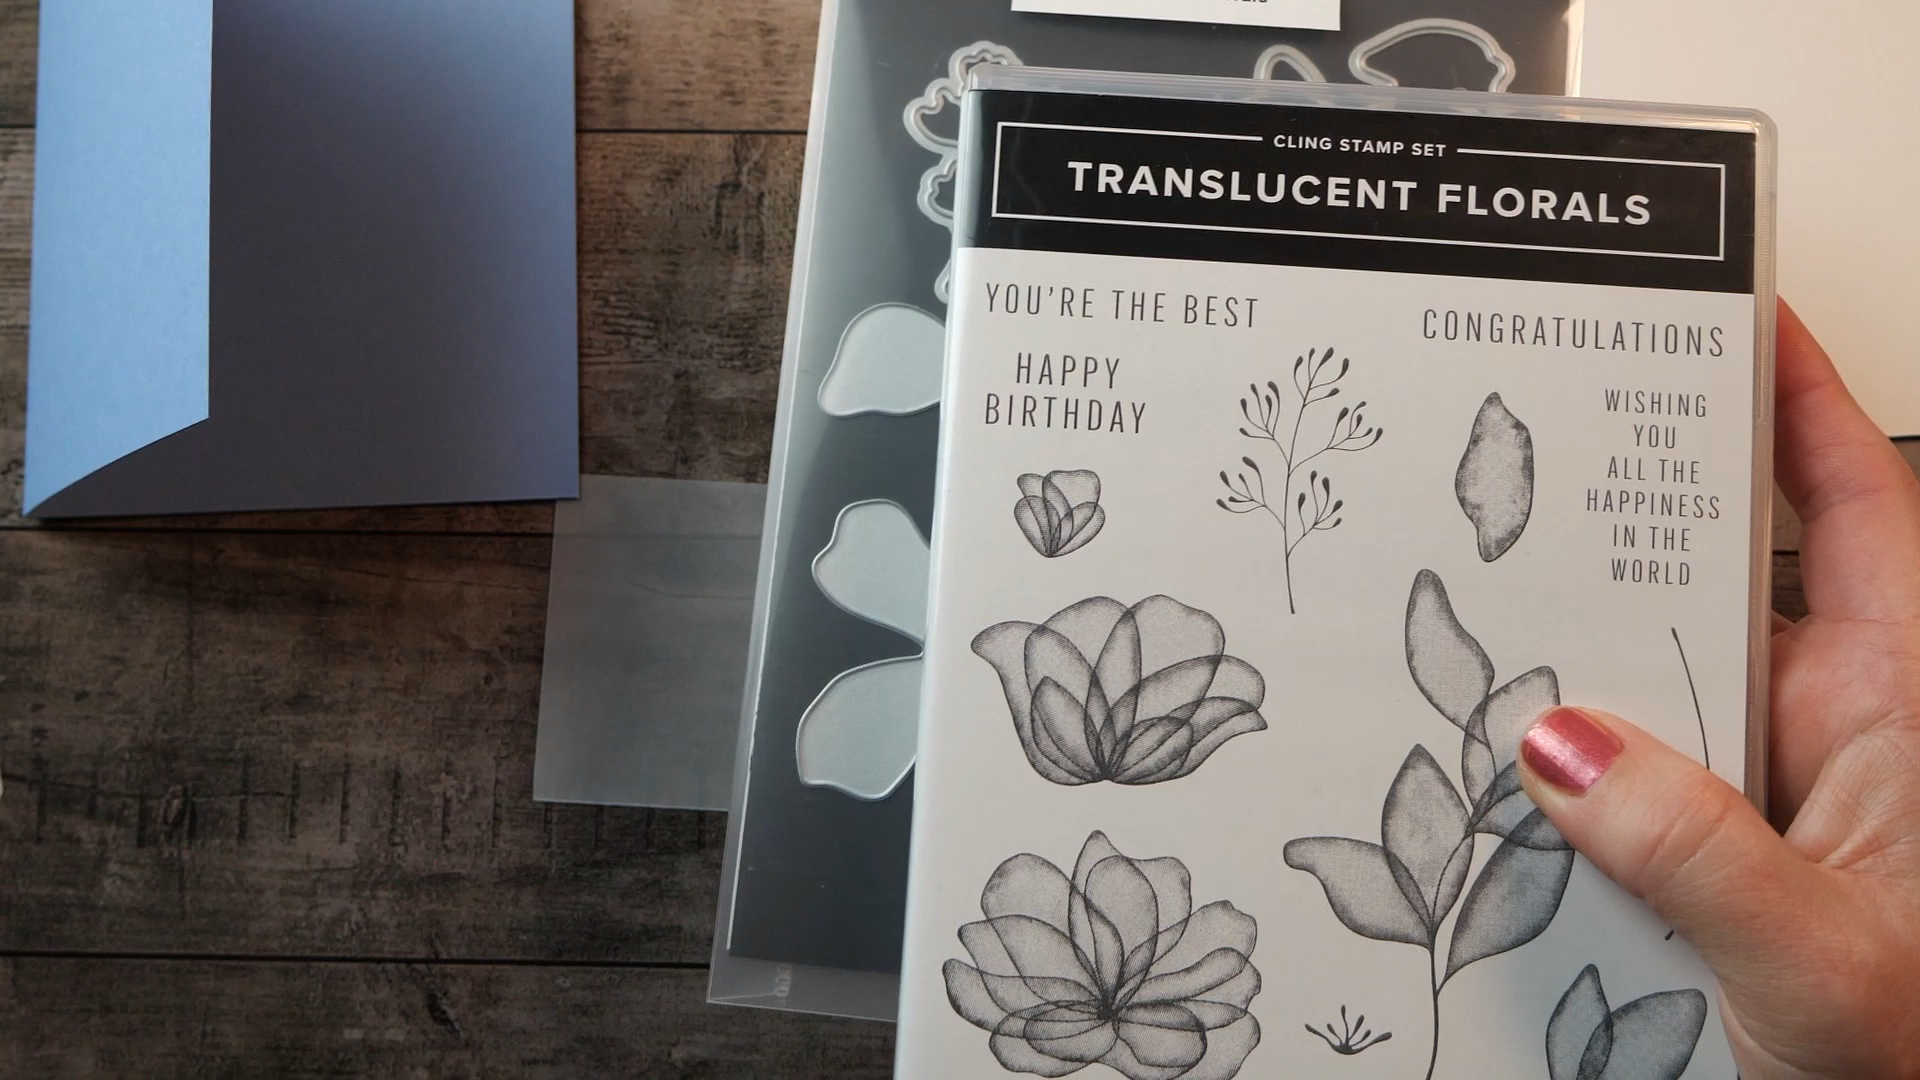 CLING STAMP SET
TRANSLUCENT FLORALS
YOU'RE THE BEST
CONGRATULATIONS
HAPPY
BIRTHDAY
WISHING
YOU
ALL THE
HAPPINESS
IN THE
WORLD